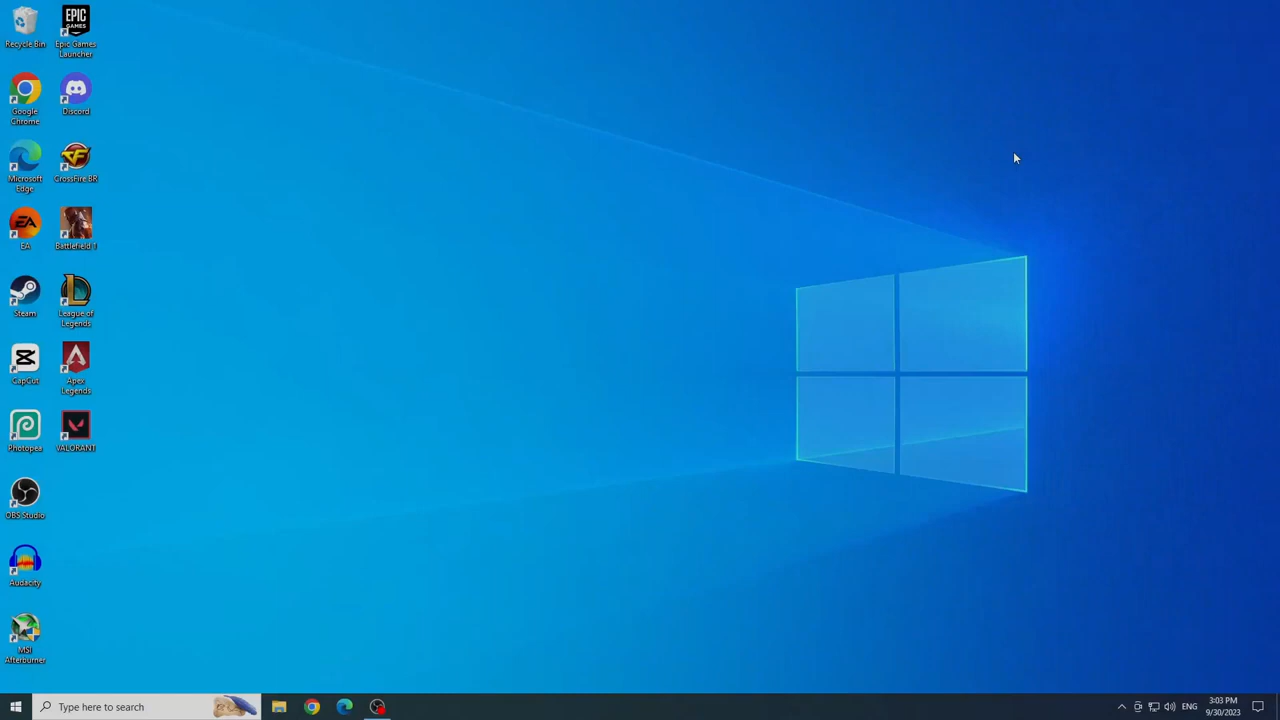 Recycle Bin
EPIC
GAMES
Epic Games
Launcher
Google
Chrome
Discord
Microsoft
Edge
CF
CrossFire BR
EA
EA
Battlefield 1
Steam
League of
Legends
CapCut
Apex
Legends
Photopea
VALORANT
OBS Studio
Audacity
MSI
Afterburner
Type here to search
ENG
3:03 PM
9/30/2023